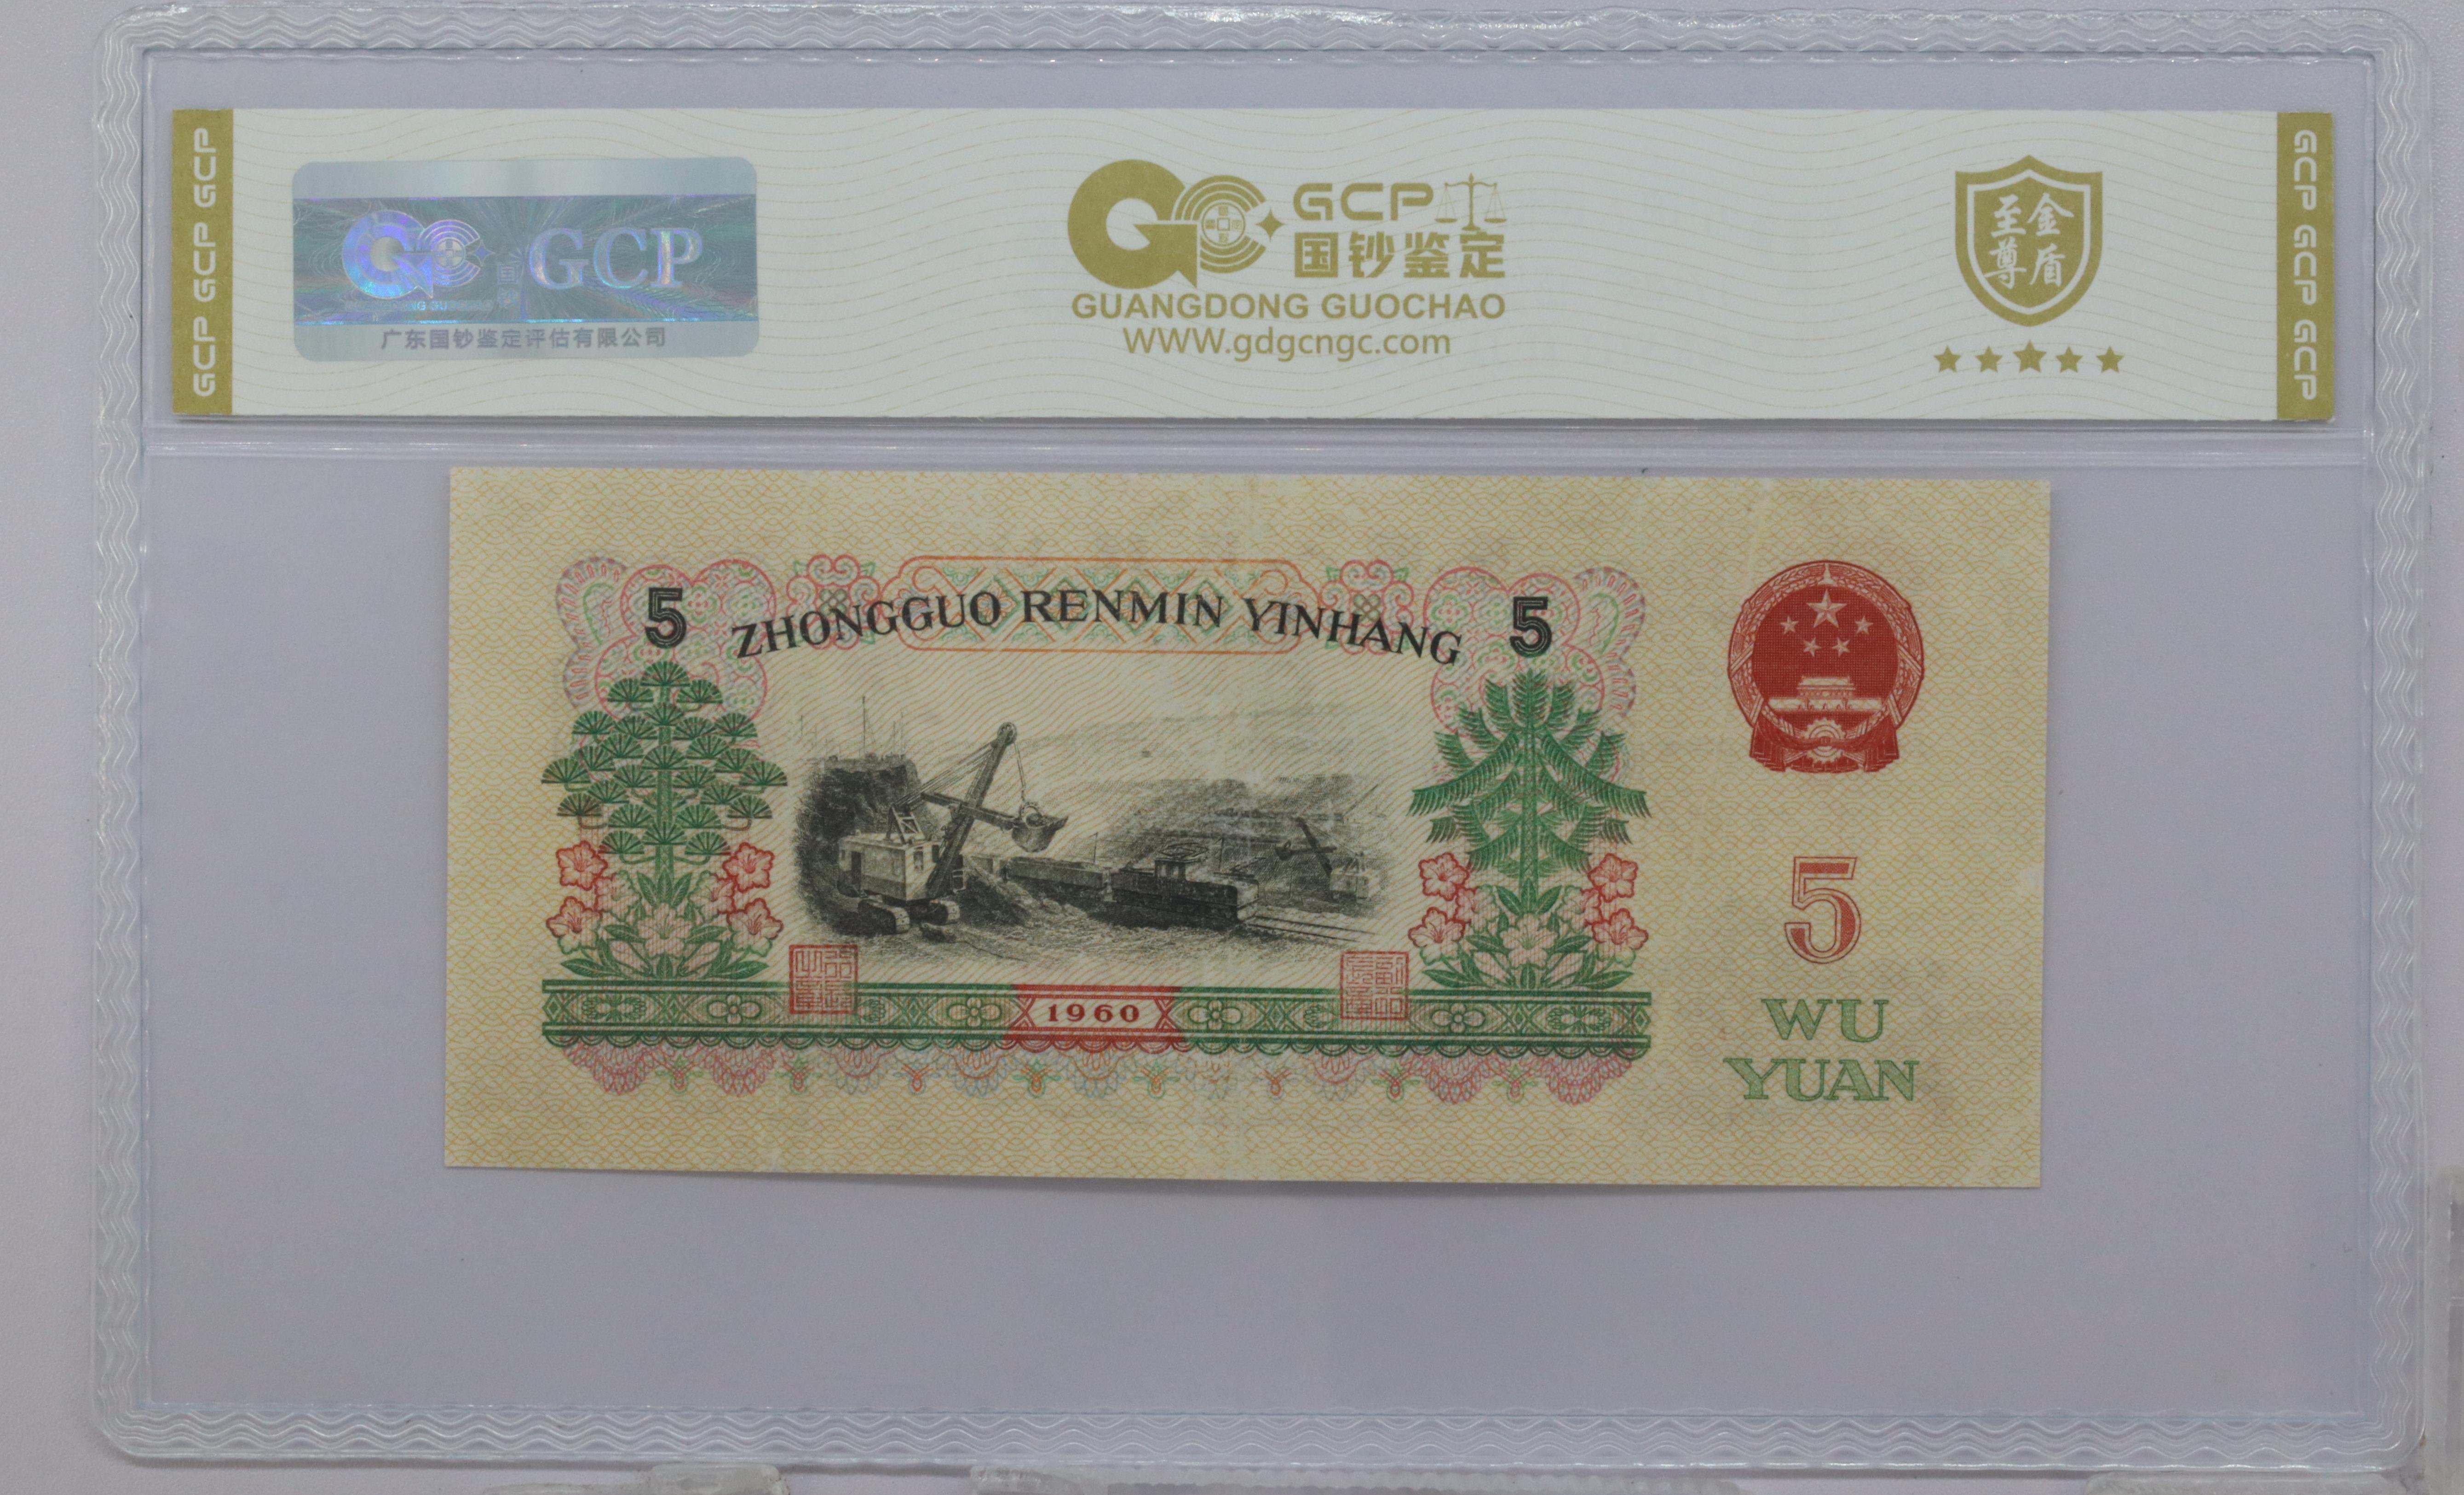 GCP GCP GCP
GCP
GUANGDONG GUOCHAO
广东国钞鉴定评估有限公司
GCP
国钞鉴定
GUANGDONG GUOCHAO
WWW.gdgcngc.com
至尊
金盾
GCP GCP GCP
5 ZHONGGUO RENMIN YINHANG 5
1960
5
WU
YUAN